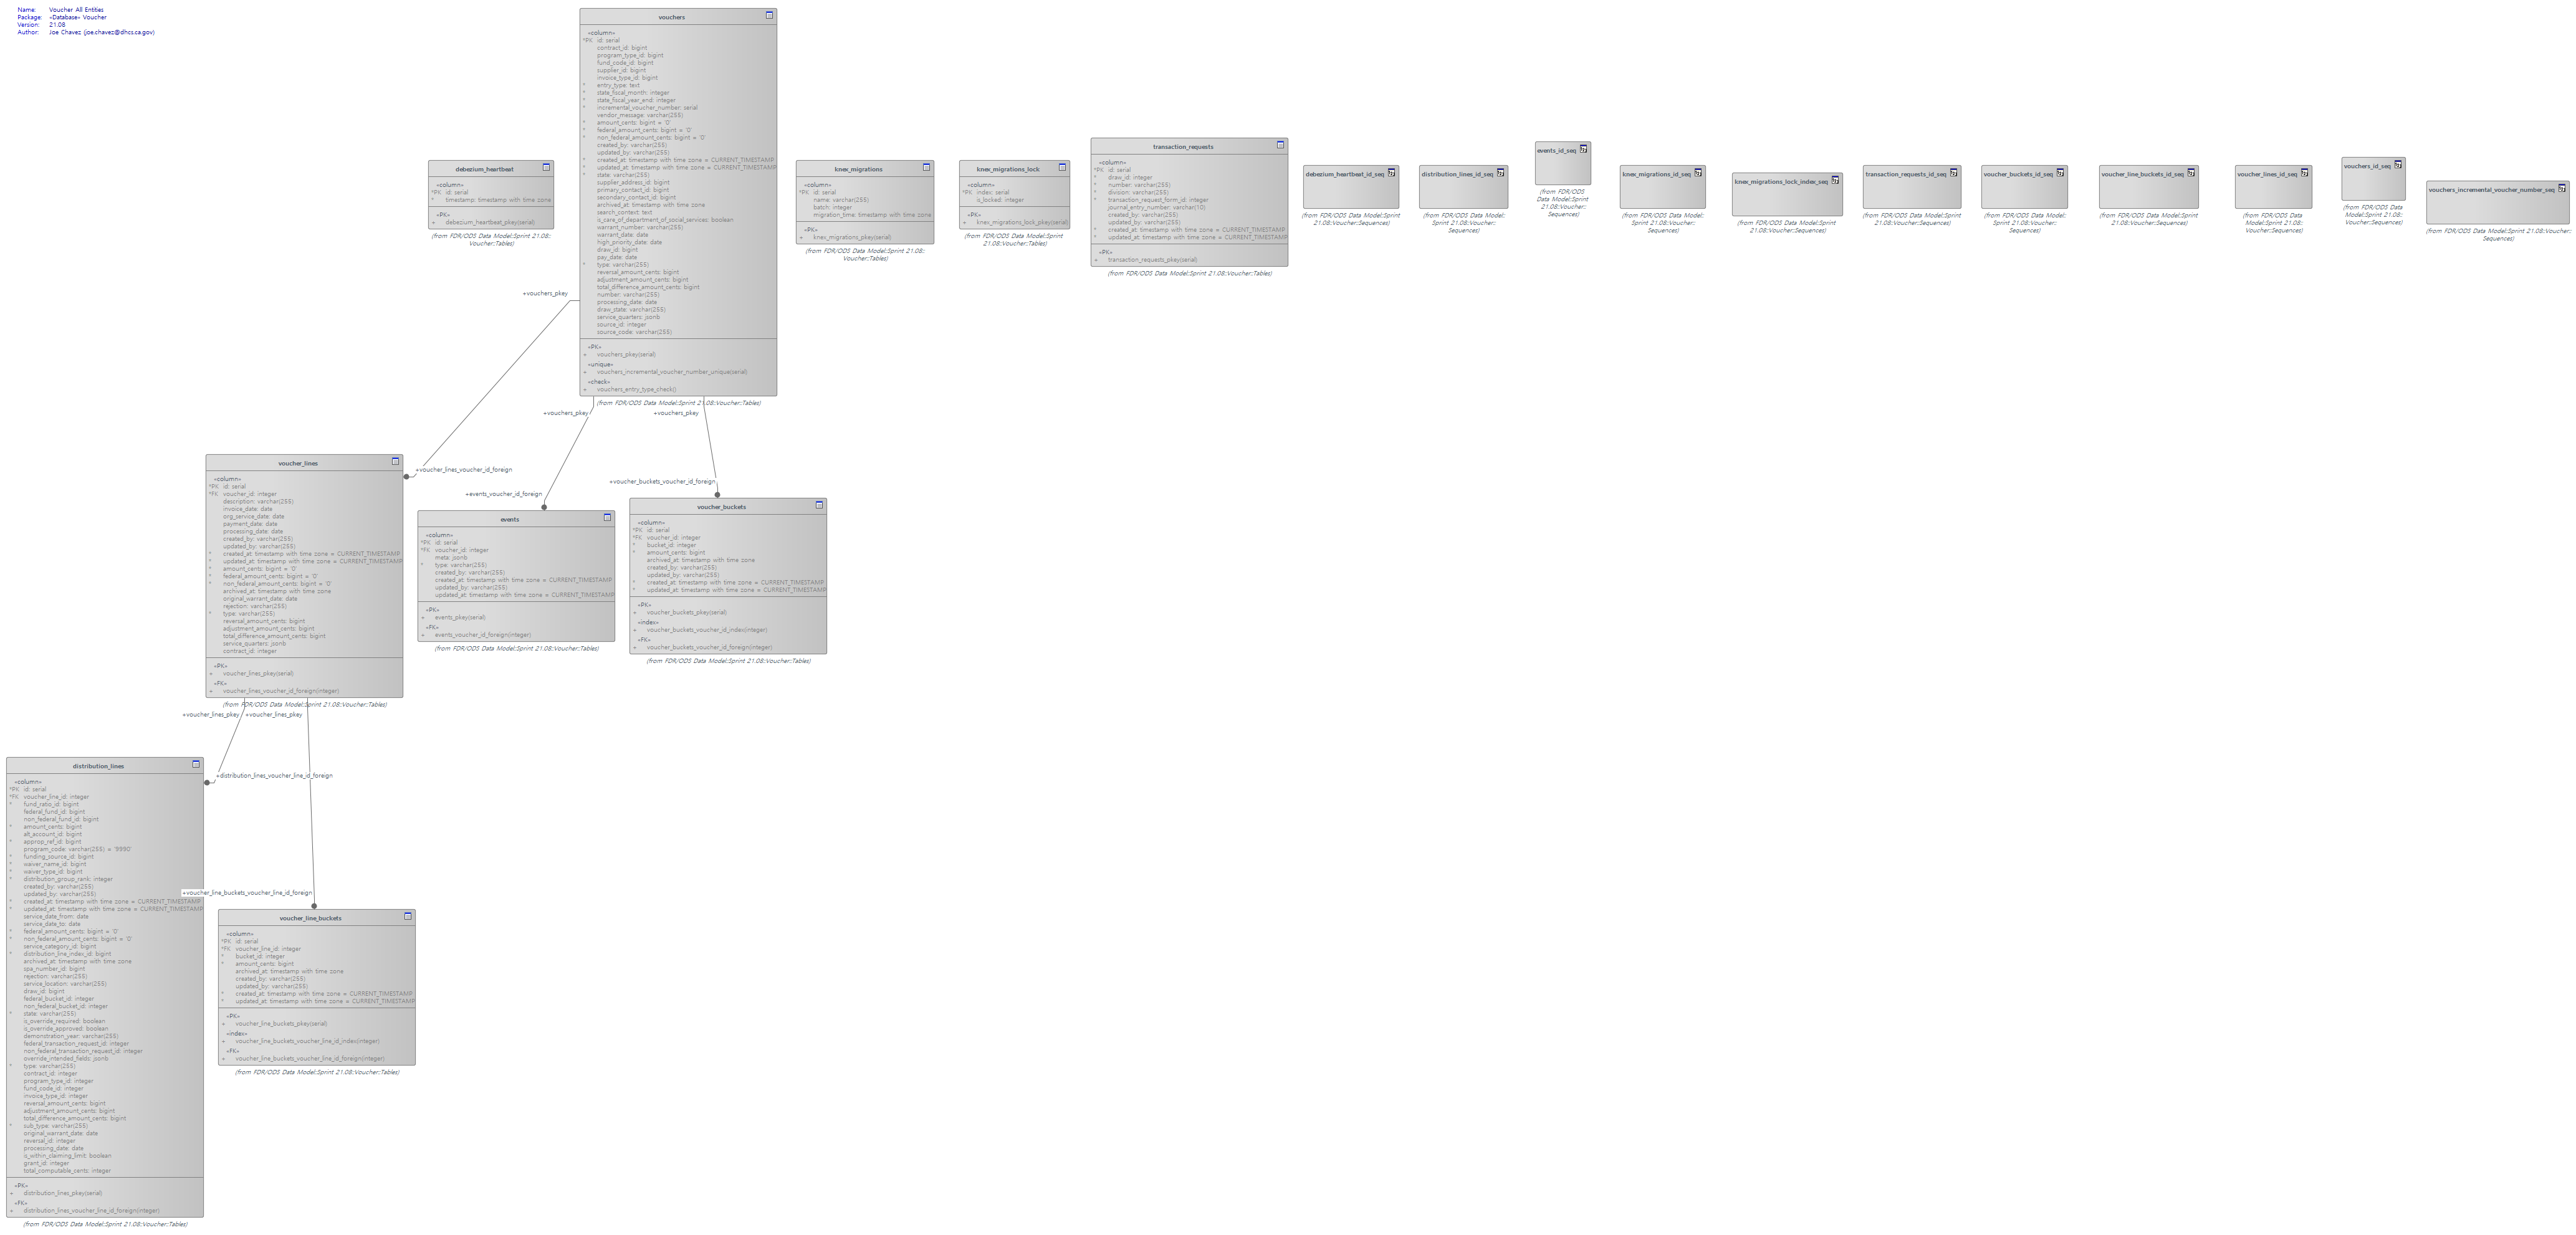 Name: Voucher All Entities
Package: «Database» Voucher
Version: 21.08
Author: Joe Chavez (joe.chavez@dhcs.ca.gov)
vouchers
«column»
*PK id: serial
contract_id: bigint
program_type_id: bigint
fund_code_id: bigint
supplier_id: bigint
invoice_type_id: bigint
* entry_type: text
* state_fiscal_month: integer
* state_fiscal_year_end: integer
* incremental_voucher_number: serial
vendor_message: varchar(255)
* amount_cents: bigint = '0'
* federal_amount_cents: bigint = '0'
* non_federal_amount_cents: bigint = '0'
created_by: varchar(255)
updated_by: varchar(255)
* created_at: timestamp with time zone = CURRENT_TIMESTAMP
* updated_at: timestamp with time zone = CURRENT_TIMESTAMP
* state: varchar(255)
supplier_address_id: bigint
primary_contact_id: bigint
secondary_contact_id: bigint
archived_at: timestamp with time zone
search_context: text
is_care_of_department_of_social_services: boolean
warrant_number: varchar(255)
warrant_date: date
high_priority_date: date
draw_id: bigint
pay_date: date
* type: varchar(255)
reversal_amount_cents: bigint
adjustment_amount_cents: bigint
total_difference_amount_cents: bigint
number: varchar(255)
processing_date: date
draw_state: varchar(255)
service_quarters: jsonb
source_id: integer
source_code: varchar(255)
«PK»
+ vouchers_pkey(serial)
«unique»
+ vouchers_incremental_voucher_number_unique(serial)
«check»
+ vouchers_entry_type_check()
(from FDR/ODS Data Model:Sprint 21.08::Voucher::Tables)
debezium_heartbeat
«column»
*PK id: serial
* timestamp: timestamp with time zone
«PK»
+ debezium_heartbeat_pkey(serial)
(from FDR/ODS Data Model:Sprint 21.08::
Voucher::Tables)
knex_migrations
«column»
*PK id: serial
name: varchar(255)
batch: integer
migration_time: timestamp with time zone
«PK»
+ knex_migrations_pkey(serial)
(from FDR/ODS Data Model:Sprint 21.08::
Voucher::Tables)
knex_migrations_lock
«column»
*PK index: serial
is_locked: integer
«PK»
+ knex_migrations_lock_pkey(serial)
(from FDR/ODS Data Model:Sprint
21.08::Voucher::Tables)
transaction_requests
«column»
*PK id: serial
* draw_id: integer
* number: varchar(255)
* division: varchar(255)
* transaction_request_form_id: integer
journal_entry_number: varchar(10)
created_by: varchar(255)
updated_by: varchar(255)
* created_at: timestamp with time zone = CURRENT_TIMESTAMP
* updated_at: timestamp with time zone = CURRENT_TIMESTAMP
«PK»
+ transaction_requests_pkey(serial)
(from FDR/ODS Data Model:Sprint 21.08::Voucher::Tables)
debezium_heartbeat_id_seq
(from FDR/ODS Data Model:Sprint
21.08::Voucher::Sequences)
distribution_lines_id_seq
(from FDR/ODS Data Model:
Sprint 21.08::Voucher::
Sequences)
events_id_seq
(from FDR/ODS
Data Model:Sprint
21.08::Voucher::
Sequences)
knex_migrations_id_seq
(from FDR/ODS Data Model:
Sprint 21.08::Voucher::
Sequences)
knex_migrations_lock_index_seq
(from FDR/ODS Data Model:Sprint
21.08::Voucher::Sequences)
transaction_requests_id_seq
(from FDR/ODS Data Model:Sprint
21.08::Voucher::Sequences)
voucher_buckets_id_seq
(from FDR/ODS Data Model:
Sprint 21.08::Voucher::
Sequences)
voucher_line_buckets_id_seq
(from FDR/ODS Data Model:Sprint
21.08::Voucher::Sequences)
voucher_lines_id_seq
(from FDR/ODS Data
Model:Sprint 21.08::
Voucher::Sequences)
vouchers_id_seq
(from FDR/ODS Data
Model:Sprint 21.08::
Voucher::Sequences)
vouchers_incremental_voucher_number_seq
(from FDR/ODS Data Model:Sprint 21.08::Voucher::
Sequences)
+vouchers_pkey
+vouchers_pkey
+vouchers_pkey
+voucher_lines_voucher_id_foreign
+events_voucher_id_foreign
+voucher_buckets_voucher_id_foreign
voucher_lines
«column»
*PK id: serial
*FK voucher_id: integer
description: varchar(255)
invoice_date: date
org_service_date: date
payment_date: date
processing_date: date
created_by: varchar(255)
updated_by: varchar(255)
* created_at: timestamp with time zone = CURRENT_TIMESTAMP
* updated_at: timestamp with time zone = CURRENT_TIMESTAMP
* amount_cents: bigint = '0'
* federal_amount_cents: bigint = '0'
* non_federal_amount_cents: bigint = '0'
archived_at: timestamp with time zone
original_warrant_date: date
rejection: varchar(255)
* type: varchar(255)
reversal_amount_cents: bigint
adjustment_amount_cents: bigint
total_difference_amount_cents: bigint
service_quarters: jsonb
contract_id: integer
«PK»
+ voucher_lines_pkey(serial)
«FK»
+ voucher_lines_voucher_id_foreign(integer)
(from FDR/ODS Data Model:Sprint 21.08::Voucher::Tables)
events
«column»
*PK id: serial
*FK voucher_id: integer
meta: jsonb
* type: varchar(255)
created_by: varchar(255)
created_at: timestamp with time zone = CURRENT_TIMESTAMP
updated_by: varchar(255)
updated_at: timestamp with time zone = CURRENT_TIMESTAMP
«PK»
+ events_pkey(serial)
«FK»
+ events_voucher_id_foreign(integer)
(from FDR/ODS Data Model:Sprint 21.08::Voucher::Tables)
voucher_buckets
«column»
*PK id: serial
*FK voucher_id: integer
* bucket_id: integer
* amount_cents: bigint
archived_at: timestamp with time zone
created_by: varchar(255)
updated_by: varchar(255)
* created_at: timestamp with time zone = CURRENT_TIMESTAMP
* updated_at: timestamp with time zone = CURRENT_TIMESTAMP
«PK»
+ voucher_buckets_pkey(serial)
«index»
+ voucher_buckets_voucher_id_index(integer)
«FK»
+ voucher_buckets_voucher_id_foreign(integer)
(from FDR/ODS Data Model:Sprint 21.08::Voucher::Tables)
+voucher_lines_pkey
+voucher_lines_pkey
+distribution_lines_voucher_line_id_foreign
+voucher_line_buckets_voucher_line_id_foreign
distribution_lines
«column»
*PK id: serial
*FK voucher_line_id: integer
* fund_ratio_id: bigint
federal_fund_id: bigint
non_federal_fund_id: bigint
* amount_cents: bigint
alt_account_id: bigint
* approp_ref_id: bigint
program_code: varchar(255) = '9990'
* funding_source_id: bigint
* waiver_name_id: bigint
* waiver_type_id: bigint
* distribution_group_rank: integer
created_by: varchar(255)
updated_by: varchar(255)
* created_at: timestamp with time zone = CURRENT_TIMESTAMP
* updated_at: timestamp with time zone = CURRENT_TIMESTAMP
service_date_from: date
service_date_to: date
* federal_amount_cents: bigint = '0'
* non_federal_amount_cents: bigint = '0'
service_category_id: bigint
* distribution_line_index_id: bigint
archived_at: timestamp with time zone
spa_number_id: bigint
rejection: varchar(255)
service_location: varchar(255)
draw_id: bigint
federal_bucket_id: integer
non_federal_bucket_id: integer
* state: varchar(255)
is_override_required: boolean
is_override_approved: boolean
demonstration_year: varchar(255)
federal_transaction_request_id: integer
non_federal_transaction_request_id: integer
override_intended_fields: jsonb
* type: varchar(255)
contract_id: integer
program_type_id: integer
fund_code_id: integer
invoice_type_id: integer
reversal_amount_cents: bigint
adjustment_amount_cents: bigint
total_difference_amount_cents: bigint
* sub_type: varchar(255)
original_warrant_date: date
reversal_id: integer
processing_date: date
is_within_claiming_limit: boolean
grant_id: integer
total_computable_cents: integer
«PK»
+ distribution_lines_pkey(serial)
«FK»
+ distribution_lines_voucher_line_id_foreign(integer)
(from FDR/ODS Data Model:Sprint 21.08::Voucher::Tables)
voucher_line_buckets
«column»
*PK id: serial
*FK voucher_line_id: integer
* bucket_id: integer
* amount_cents: bigint
archived_at: timestamp with time zone
created_by: varchar(255)
updated_by: varchar(255)
* created_at: timestamp with time zone = CURRENT_TIMESTAMP
* updated_at: timestamp with time zone = CURRENT_TIMESTAMP
«PK»
+ voucher_line_buckets_pkey(serial)
«index»
+ voucher_line_buckets_voucher_line_id_index(integer)
«FK»
+ voucher_line_buckets_voucher_line_id_foreign(integer)
(from FDR/ODS Data Model:Sprint 21.08::Voucher::Tables)